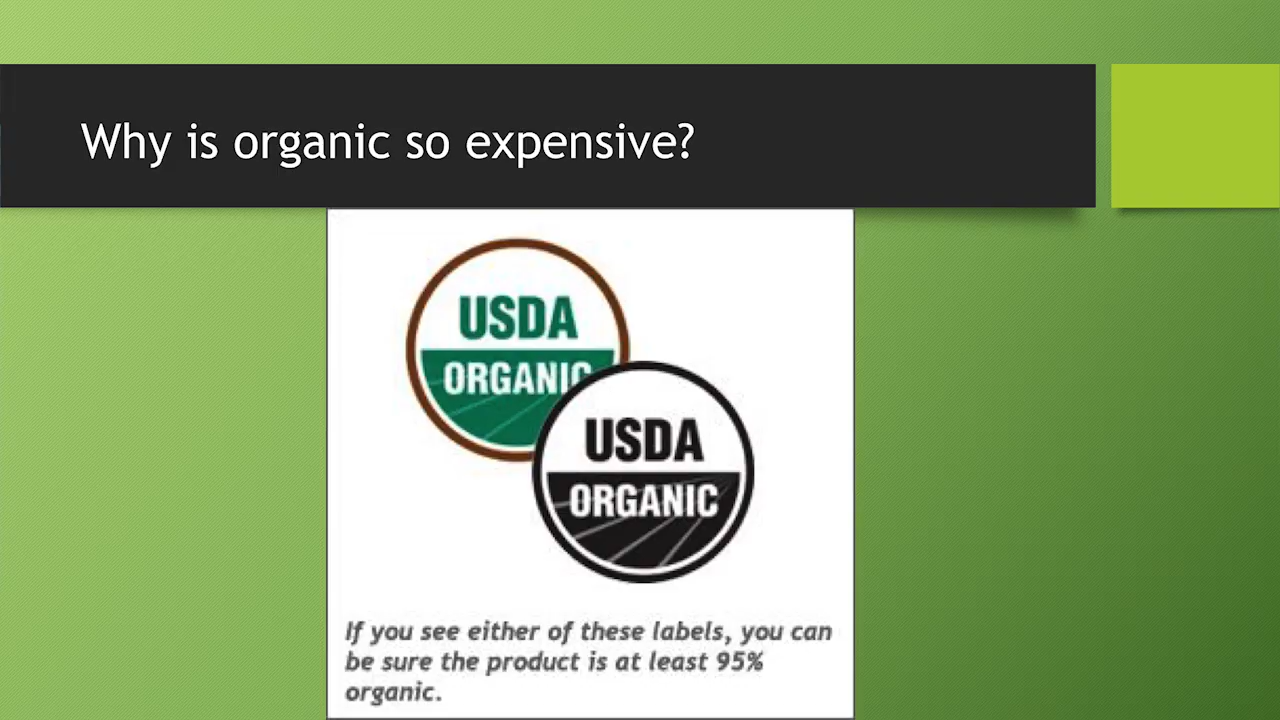 Why is organic so expensive?
USDA
ORGANIC
USDA
ORGANIC
If you see either of these labels, you can
be sure the product is at least 95%
organic.